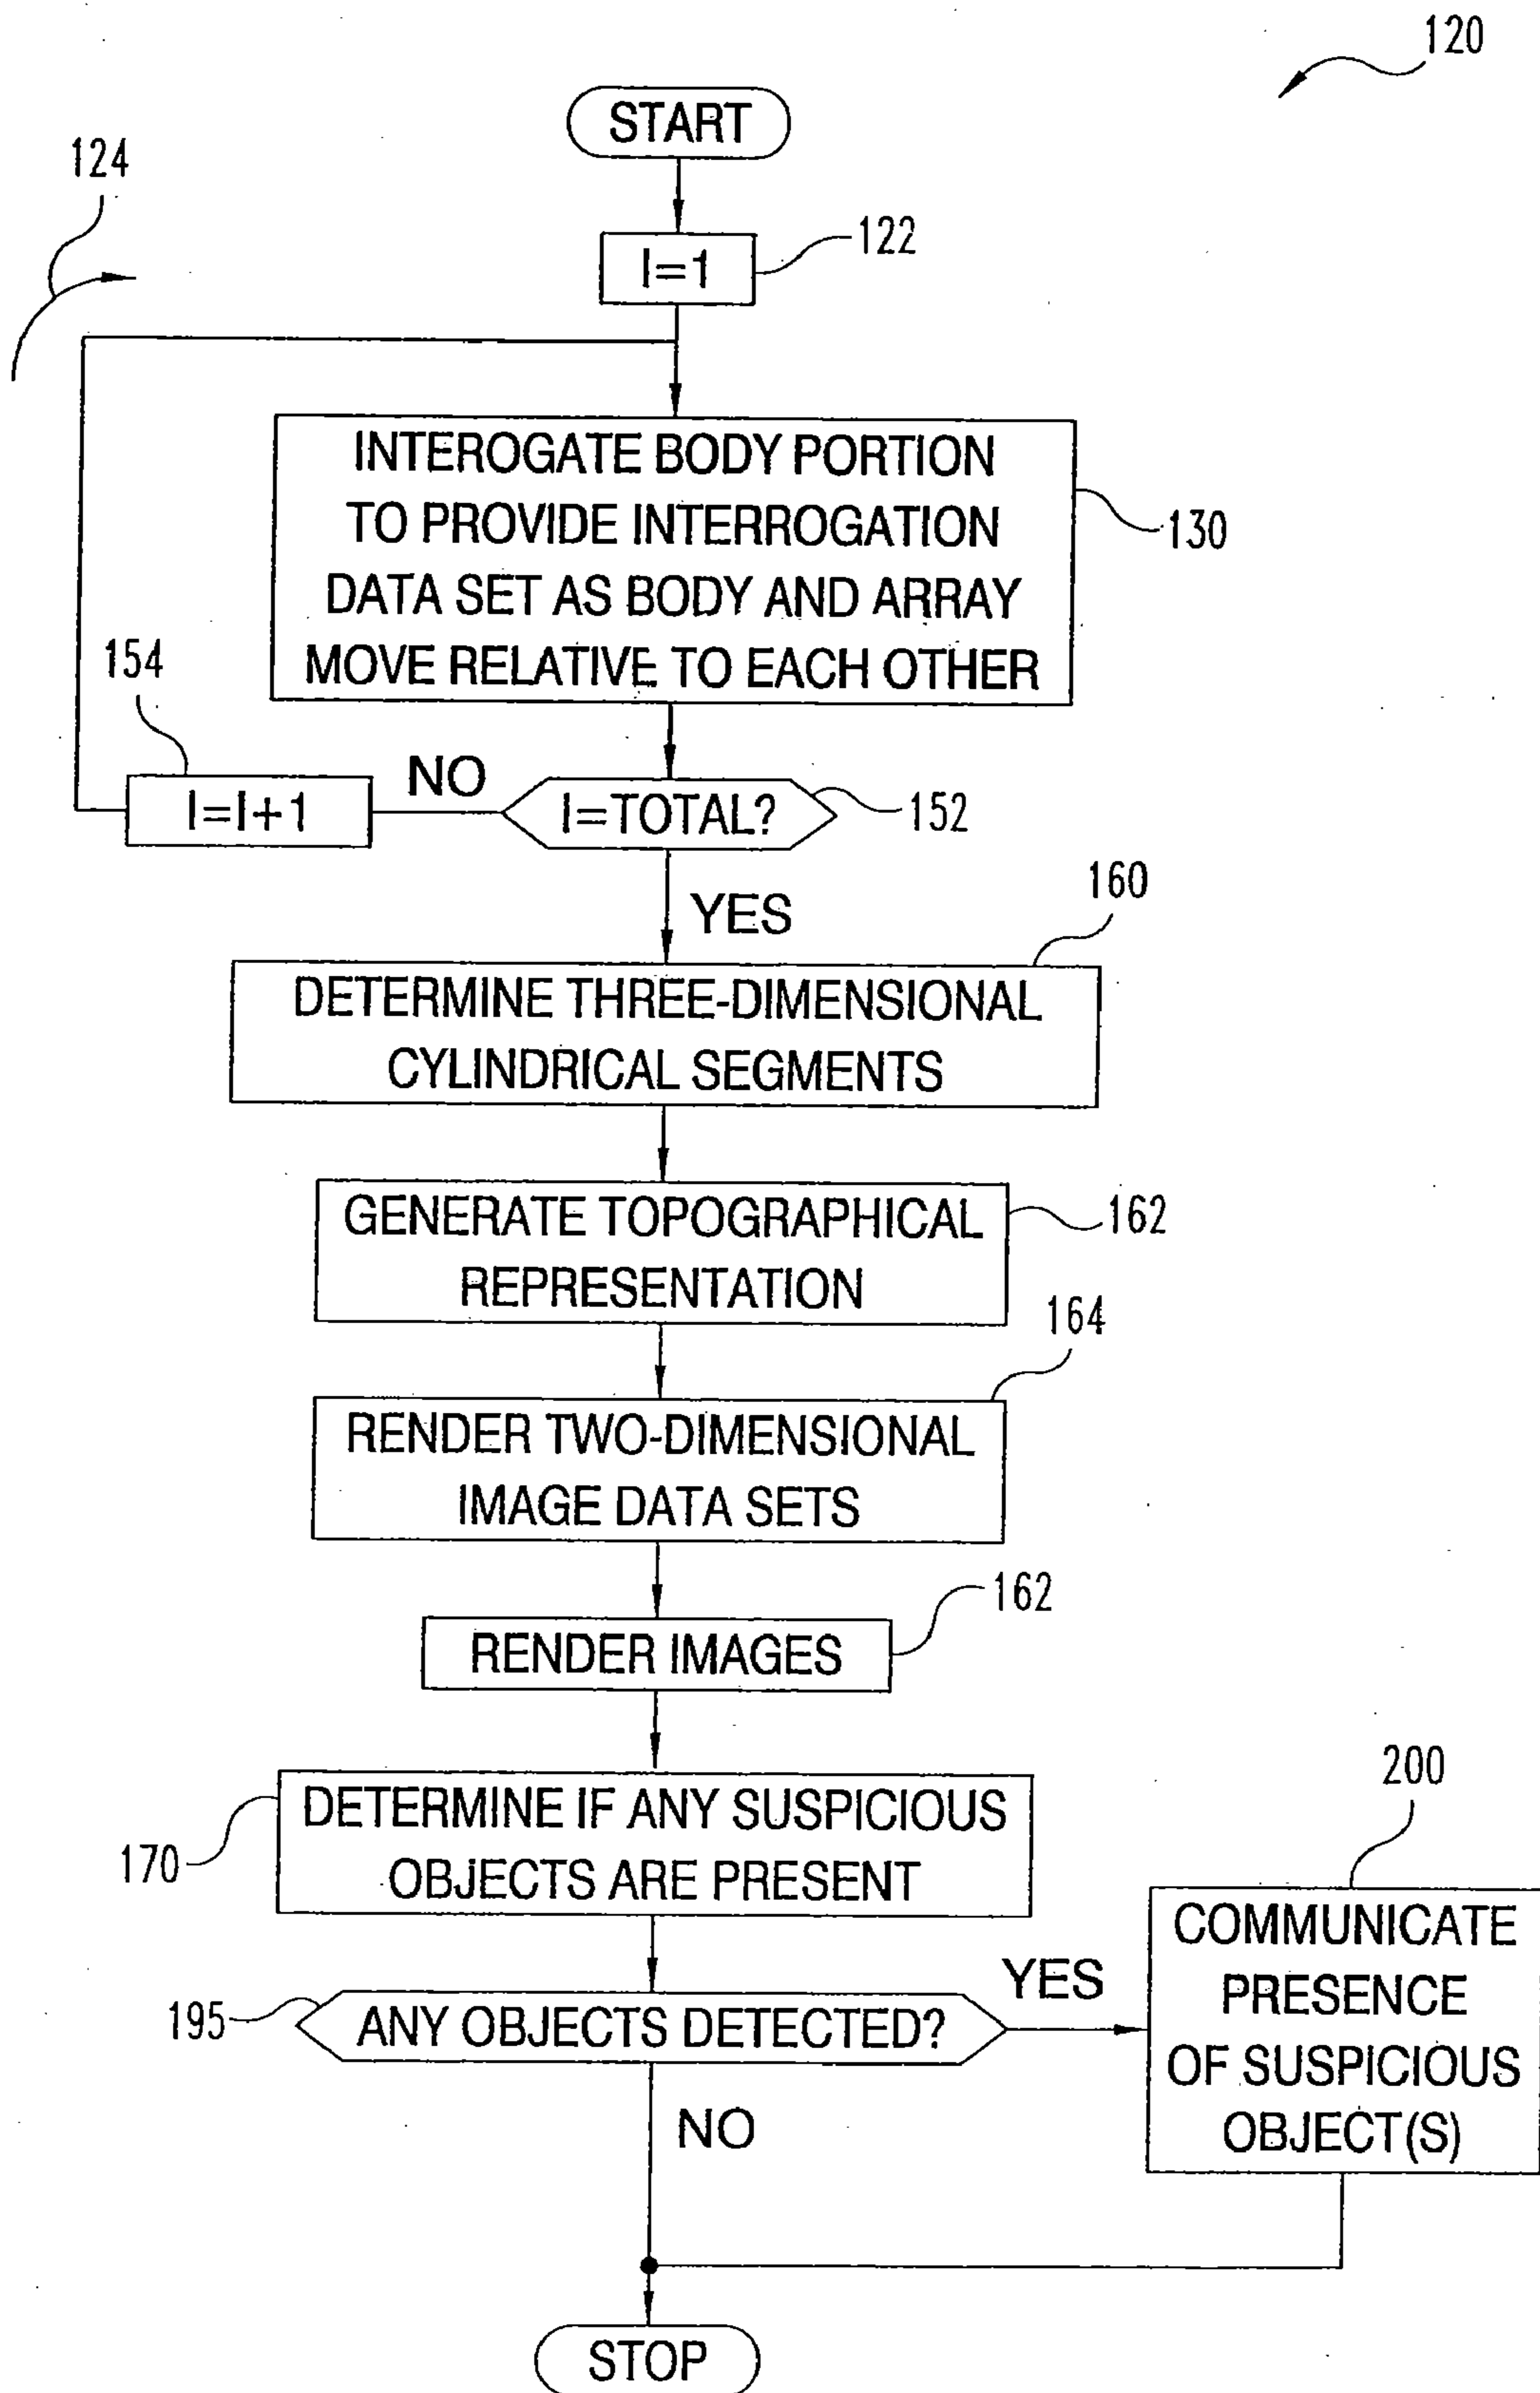 120
START
124
122
I=1
INTEROGATE BODY PORTION
TO PROVIDE INTERROGATION
DATA SET AS BODY AND ARRAY
MOVE RELATIVE TO EACH OTHER
130
154
NO
I=I+1
I=TOTAL?
152
YES
160
DETERMINE THREE-DIMENSIONAL
CYLINDRICAL SEGMENTS
GENERATE TOPOGRAPHICAL
REPRESENTATION
162
164
RENDER TWO-DIMENSIONAL
IMAGE DATA SETS
162
RENDER IMAGES
200
DETERMINE IF ANY SUSPICIOUS
OBJECTS ARE PRESENT
170
195
ANY OBJECTS DETECTED?
YES
COMMUNICATE
PRESENCE
OF SUSPICIOUS
OBJECT(S)
NO
STOP